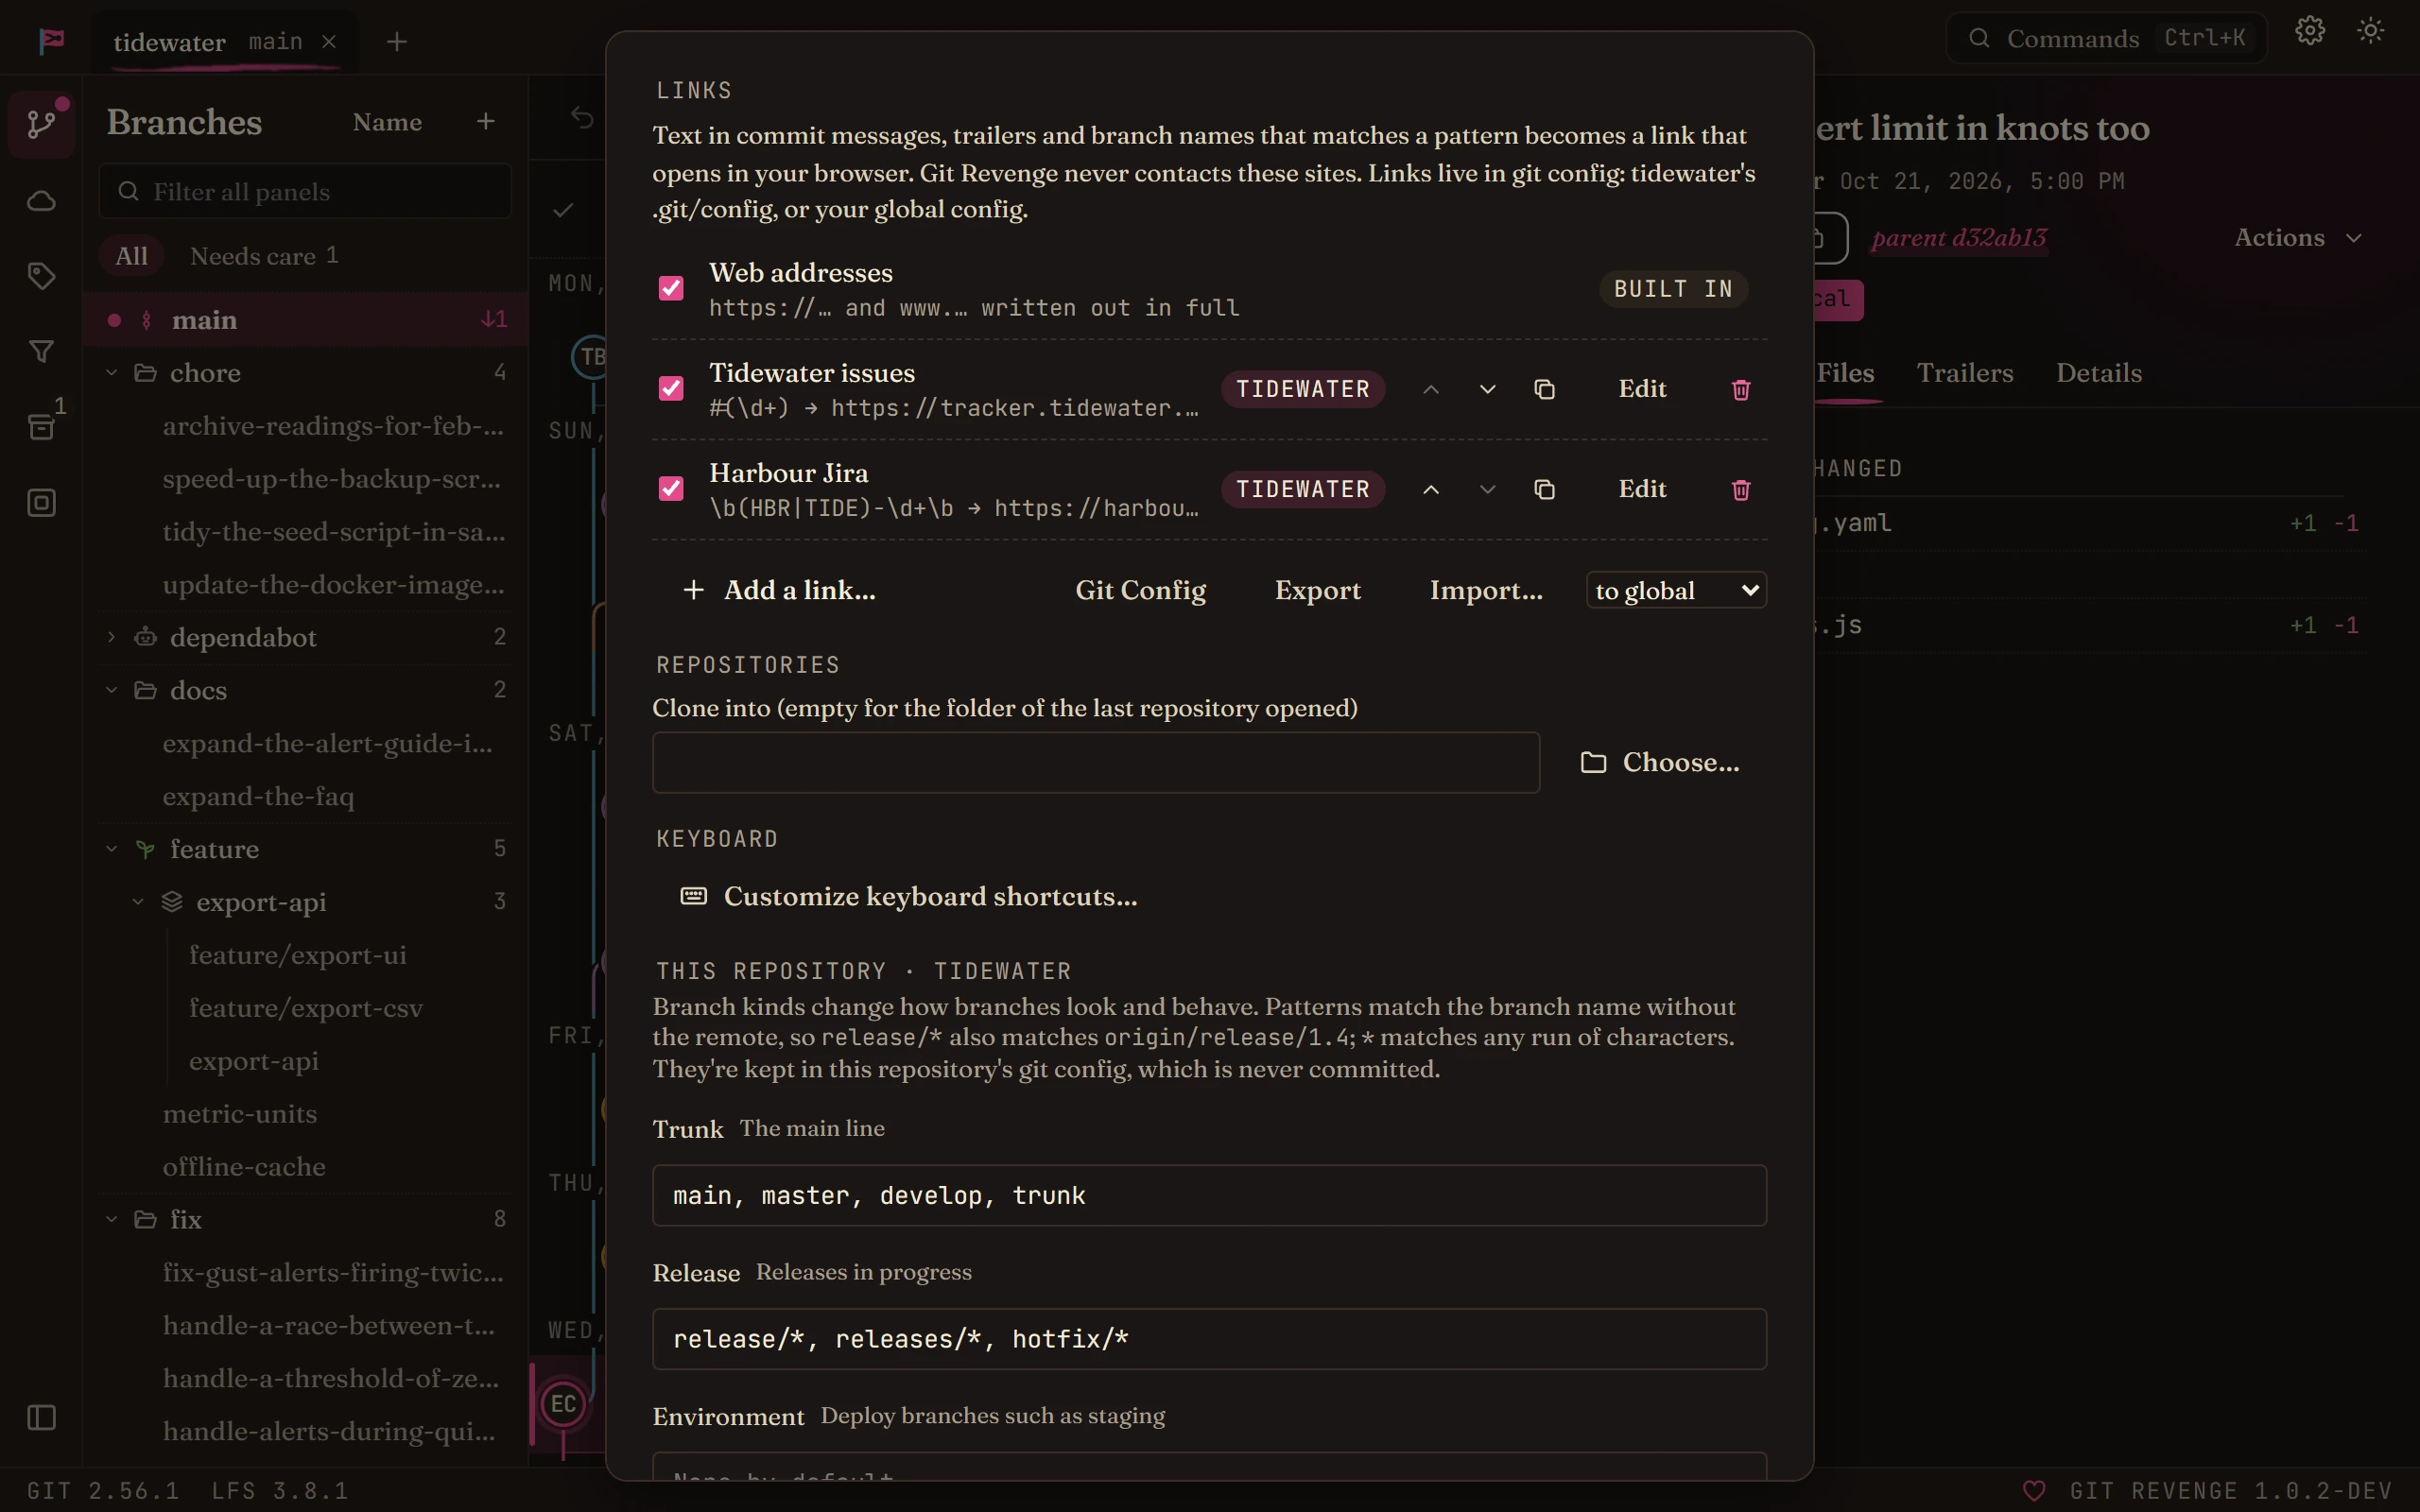 tidewater main
Commands Ctrl+K
Branches Name
Filter all panels
All Needs care 1
main ↓1
chore 4
archive-readings-for-feb-...
speed-up-the-backup-scr...
tidy-the-seed-script-in-sa...
update-the-docker-image...
dependabot 2
docs 2
expand-the-alert-guide-i...
expand-the-faq
feature 5
export-api 3
feature/export-ui
feature/export-csv
export-api
metric-units
offline-cache
fix 8
fix-gust-alerts-firing-twic...
handle-a-race-between-t...
handle-a-threshold-of-ze...
handle-alerts-during-qui...
1
MON,
TB
SUN,
SAT,
FRI,
THU,
WED,
EC
LINKS
Text in commit messages, trailers and branch names that matches a pattern becomes a link that
opens in your browser. Git Revenge never contacts these sites. Links live in git config: tidewater's
.git/config, or your global config.
Web addresses
https://… and www.… written out in full
BUILT IN
Tidewater issues
#(\d+) → https://tracker.tidewater.…
TIDEWATER Edit
Harbour Jira
\b(HBR|TIDE)-\d+\b → https://harbou…
TIDEWATER Edit
Add a link... Git Config Export Import... to global
REPOSITORIES
Clone into (empty for the folder of the last repository opened)
Choose...
KEYBOARD
Customize keyboard shortcuts...
THIS REPOSITORY · TIDEWATER
Branch kinds change how branches look and behave. Patterns match the branch name without
the remote, so release/* also matches origin/release/1.4; * matches any run of characters.
They're kept in this repository's git config, which is never committed.
Trunk The main line
main, master, develop, trunk
Release Releases in progress
release/*, releases/*, hotfix/*
Environment Deploy branches such as staging
None by default
ert limit in knots too
r Oct 21, 2026, 5:00 PM
parent d32ab13 Actions
cal
Files Trailers Details
HANGED
.yaml +1 -1
s.js +1 -1
GIT 2.56.1 LFS 3.8.1
GIT REVENGE 1.0.2-DEV